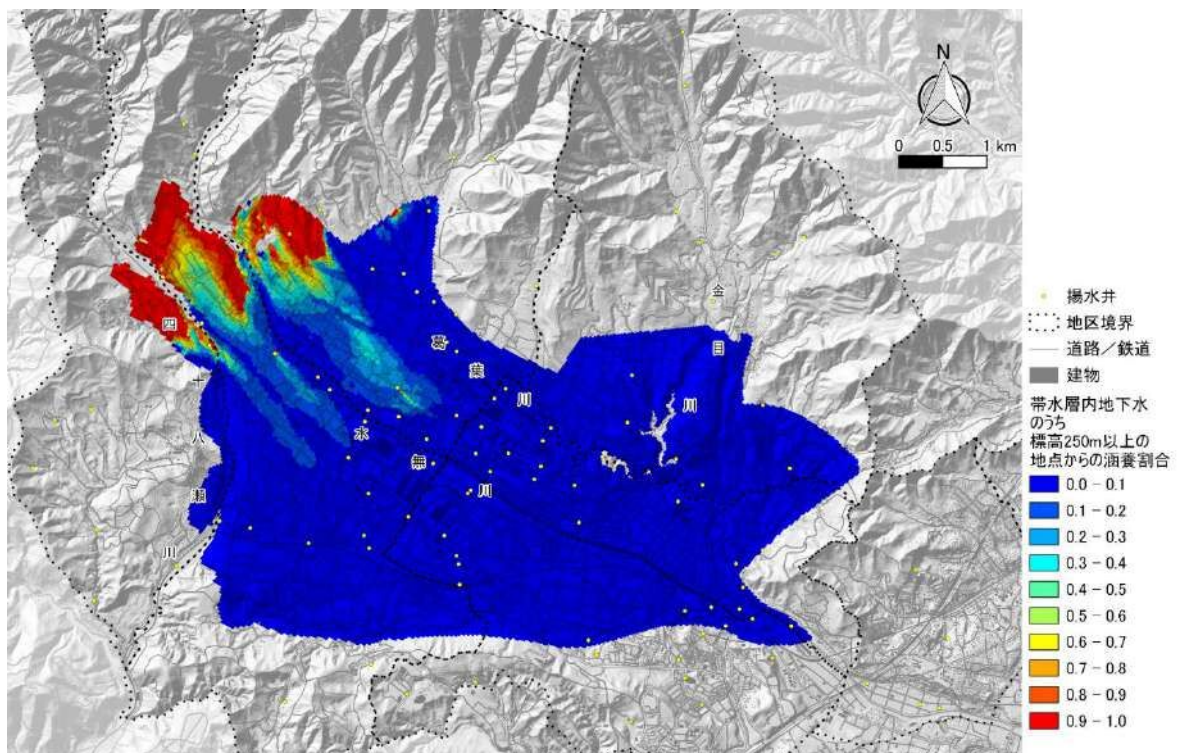 N
0 0.5 1 km
四
十
八
瀬
川
水
無
川
葛
葉
川
金
目
川
揚水井
地区境界
道路/鉄道
建物
帯水層内地下水
のうち
標高250m以上の
地点からの涵養割合
0.0 - 0.1
0.1 - 0.2
0.2 - 0.3
0.3 - 0.4
0.4 - 0.5
0.5 - 0.6
0.6 - 0.7
0.7 - 0.8
0.8 - 0.9
0.9 - 1.0